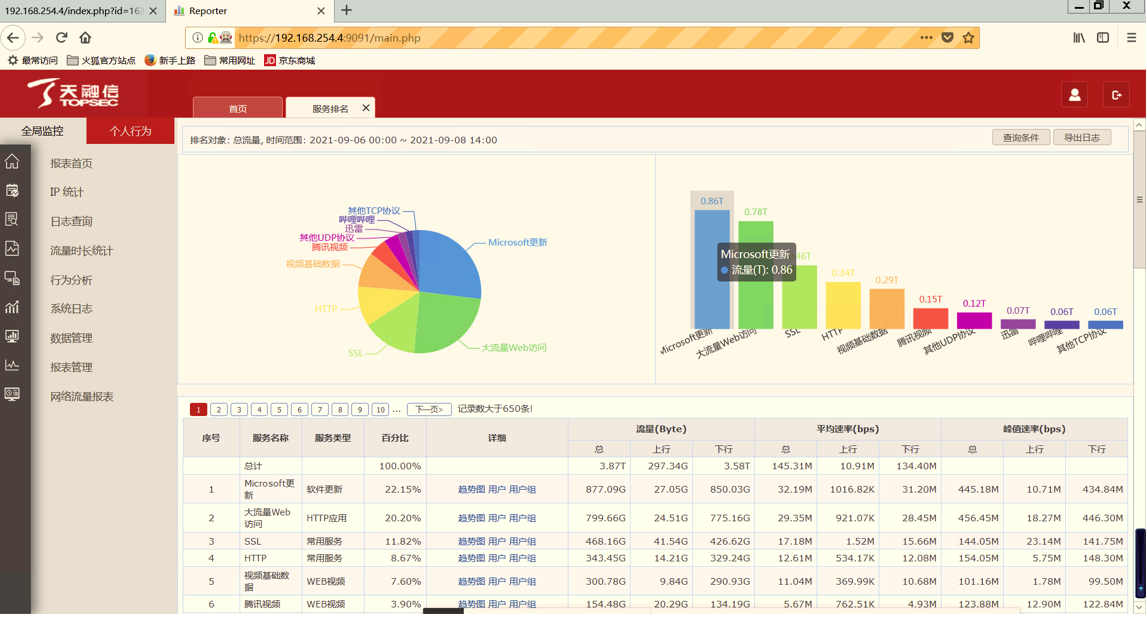 192.168.254.4/index.php?id=163
Reporter
https://192.168.254.4:9091/main.php
最常访问 火狐官方站点 新手上路 常用网址 JD 京东商城
天融信
TOPSEC
首页 服务排名
全局监控 个人行为
报表首页
IP 统计
日志查询
流量时长统计
行为分析
系统日志
数据管理
报表管理
网络流量报表
排名对象: 总流量, 时间范围: 2021-09-06 00:00 ~ 2021-09-08 14:00
查询条件 导出日志
其他TCP协议
哔哩哔哩
迅雷
其他UDP协议
腾讯视频
视频基础数据
HTTP
SSL
Microsoft更新
大流量Web访问
0.86T 0.78T 46T 0.34T 0.29T 0.15T 0.12T 0.07T 0.06T 0.06T
Microsoft更新
流量(T): 0.86
Microsoft更新 大流量Web访问 SSL HTTP 视频基础数据 腾讯视频 其他UDP协议 迅雷 哔哩哔哩 其他TCP协议
1 2 3 4 5 6 7 8 9 10 ... 下一页> 记录数大于650条!
序号 服务名称 服务类型 百分比 详细 流量(Byte) 平均速率(bps) 峰值速率(bps)
总 上行 下行 总 上行 下行 总 上行 下行
总计 100.00% 3.87T 297.34G 3.58T 145.31M 10.91M 134.40M
1 Microsoft更新 软件更新 22.15% 趋势图 用户 用户组 877.09G 27.05G 850.03G 32.19M 1016.82K 31.20M 445.18M 10.71M 434.84M
2 大流量Web访问 HTTP应用 20.20% 趋势图 用户 用户组 799.66G 24.51G 775.16G 29.35M 921.07K 28.45M 456.45M 18.27M 446.30M
3 SSL 常用服务 11.82% 趋势图 用户 用户组 468.16G 41.54G 426.62G 17.18M 1.52M 15.66M 144.05M 23.14M 141.75M
4 HTTP 常用服务 8.67% 趋势图 用户 用户组 343.45G 14.21G 329.24G 12.61M 534.17K 12.08M 154.05M 5.75M 148.30M
5 视频基础数据 WEB视频 7.60% 趋势图 用户 用户组 300.78G 9.84G 290.93G 11.04M 369.99K 10.68M 101.16M 1.78M 99.50M
6 腾讯视频 WEB视频 3.90% 趋势图 用户 用户组 154.48G 20.29G 134.19G 5.67M 762.51K 4.93M 123.88M 12.90M 122.84M